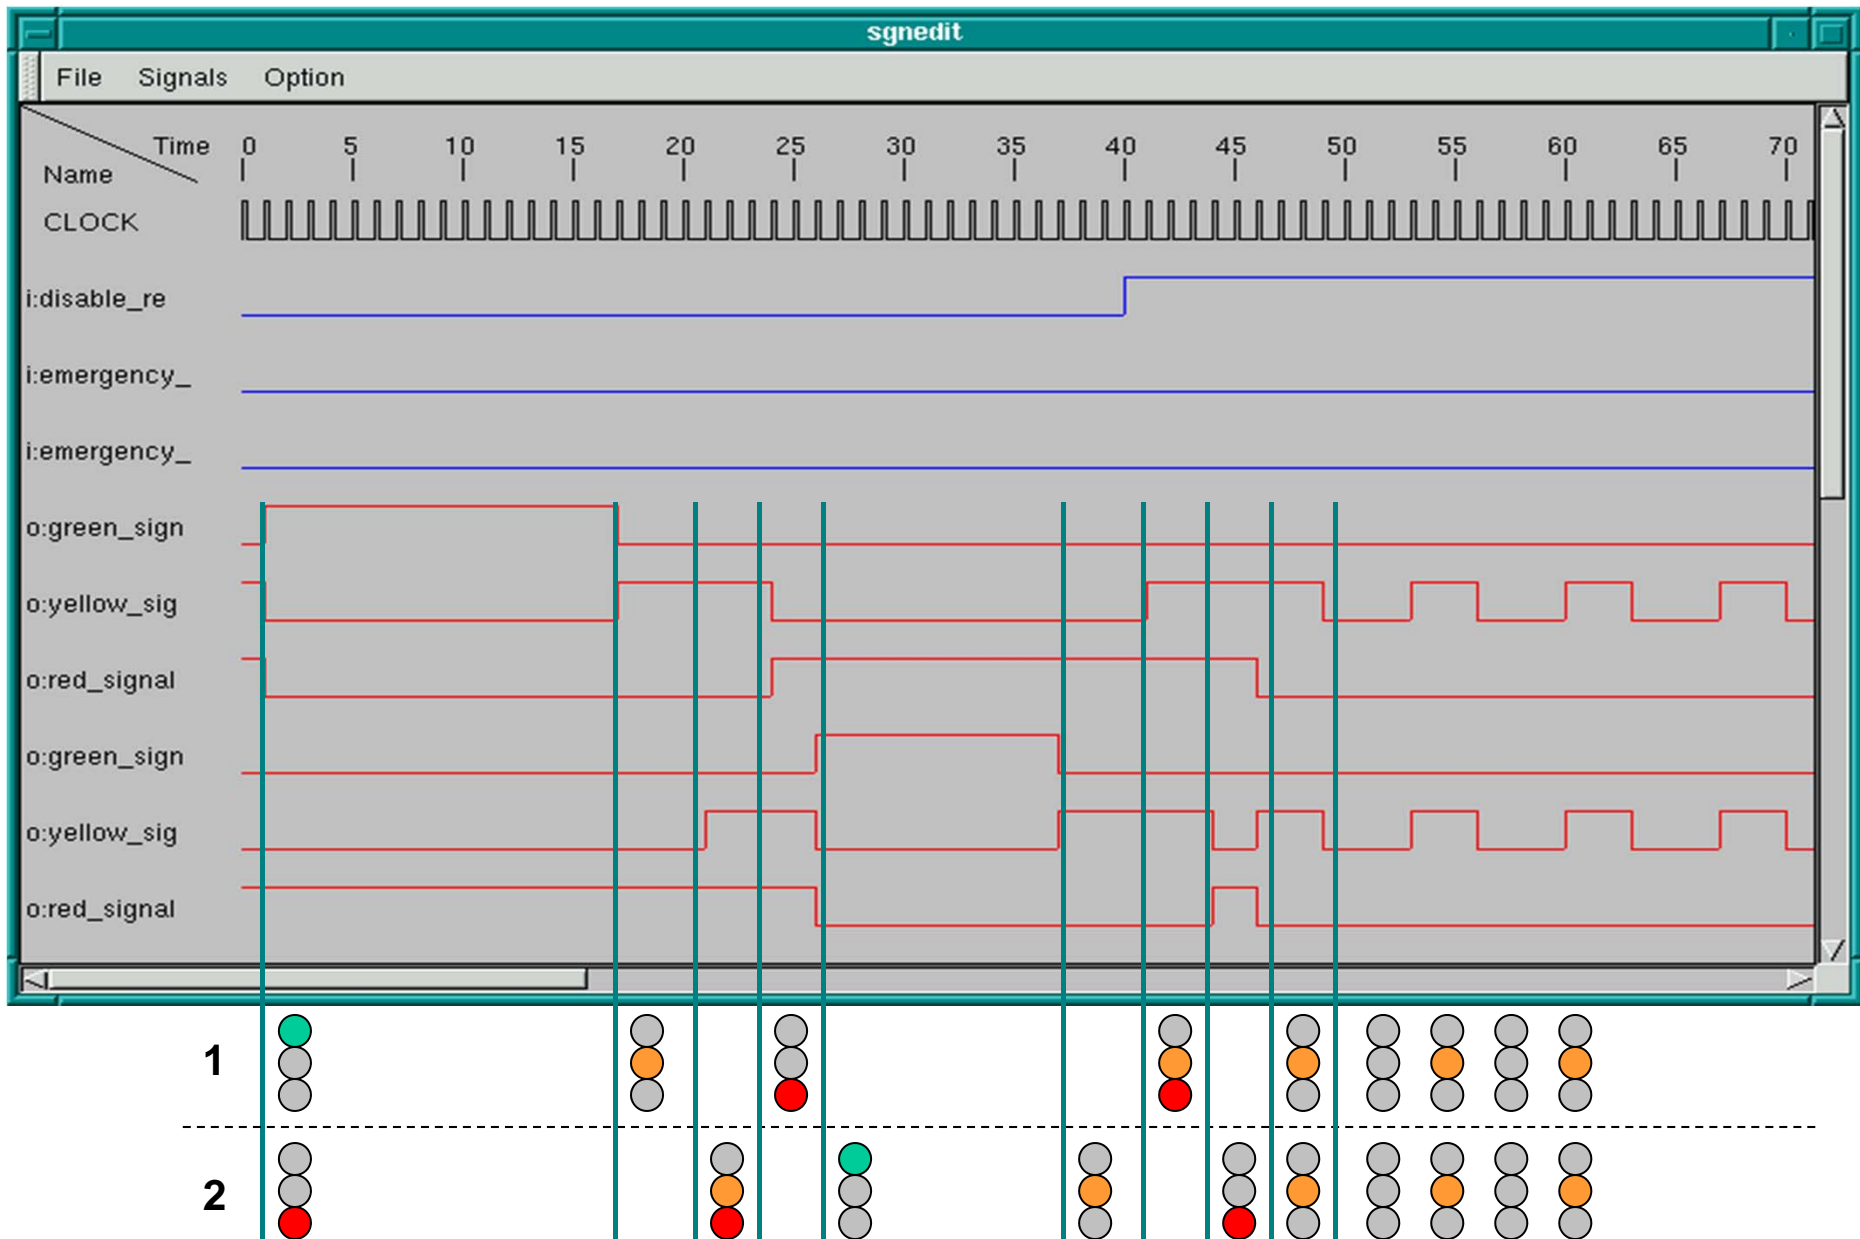 sgnedit
File Signals Option
Time 0 5 10 15 20 25 30 35 40 45 50 55 60 65 70
Name
CLOCK
i:disable_re
i:emergency_
i:emergency_
o:green_sign
o:yellow_sig
o:red_signal
o:green_sign
o:yellow_sig
o:red_signal
1
2